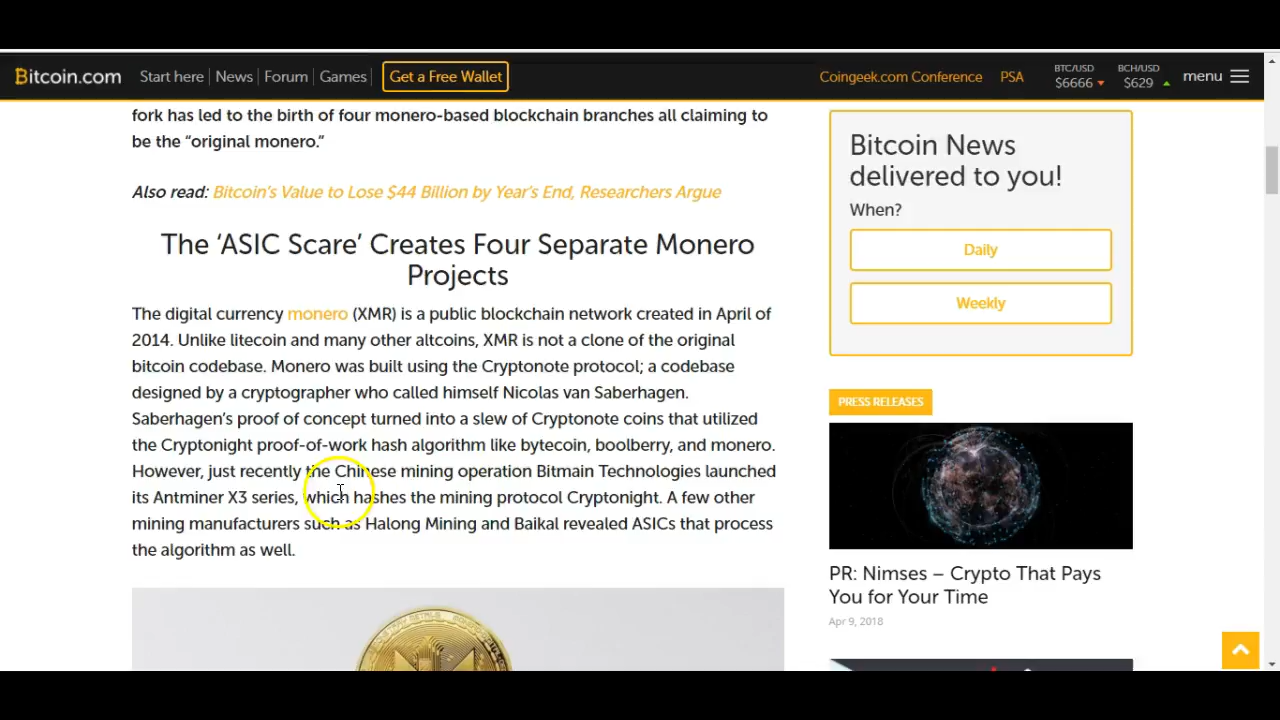 Bitcoin.com Start here News Forum Games Get a Free Wallet Coingeek.com Conference PSA BTC/USD $6666 BCH/USD $629 menu
fork has led to the birth of four monero-based blockchain branches all claiming to
be the “original monero.”
Also read: Bitcoin’s Value to Lose $44 Billion by Year’s End, Researchers Argue
The ‘ASIC Scare’ Creates Four Separate Monero
Projects
The digital currency monero (XMR) is a public blockchain network created in April of
2014. Unlike litecoin and many other altcoins, XMR is not a clone of the original
bitcoin codebase. Monero was built using the Cryptonote protocol; a codebase
designed by a cryptographer who called himself Nicolas van Saberhagen.
Saberhagen’s proof of concept turned into a slew of Cryptonote coins that utilized
the Cryptonight proof-of-work hash algorithm like bytecoin, boolberry, and monero.
However, just recently the Chinese mining operation Bitmain Technologies launched
its Antminer X3 series, which hashes the mining protocol Cryptonight. A few other
mining manufacturers such as Halong Mining and Baikal revealed ASICs that process
the algorithm as well.
Bitcoin News
delivered to you!
When?
Daily
Weekly
PRESS RELEASES
PR: Nimses – Crypto That Pays
You for Your Time
Apr 9, 2018